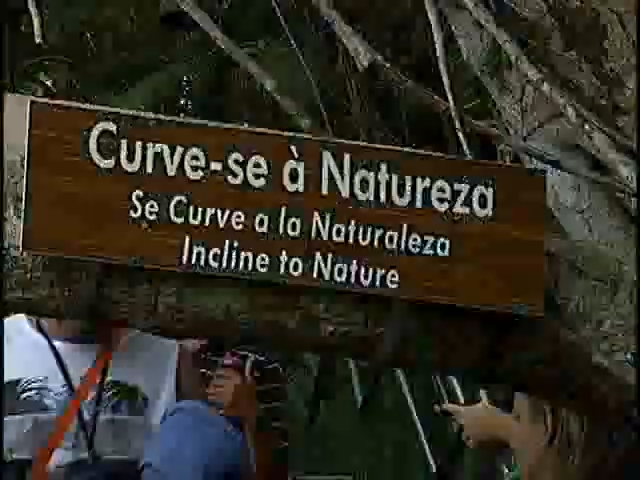 Curve-se à Natureza
Se Curve a la Naturaleza
Incline to Nature